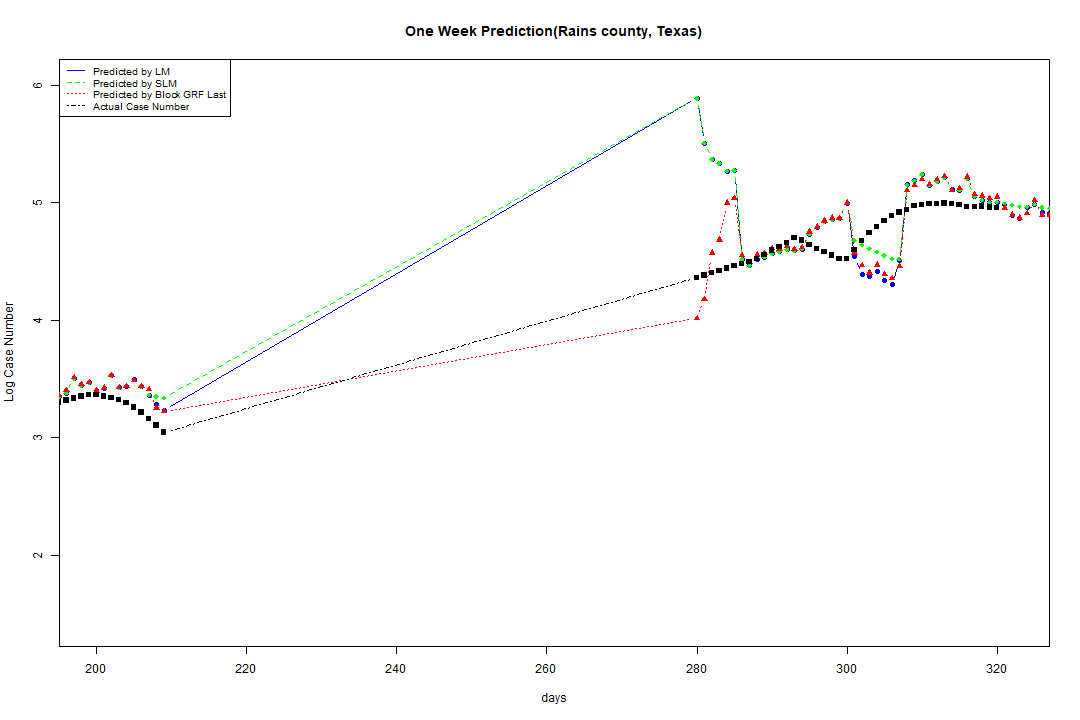 One Week Prediction(Rains county, Texas)
Predicted by LM
Predicted by SLM
Predicted by Block GRF Last
Actual Case Number
6
5
4
3
2
Log Case Number
200 220 240 260 280 300 320
days